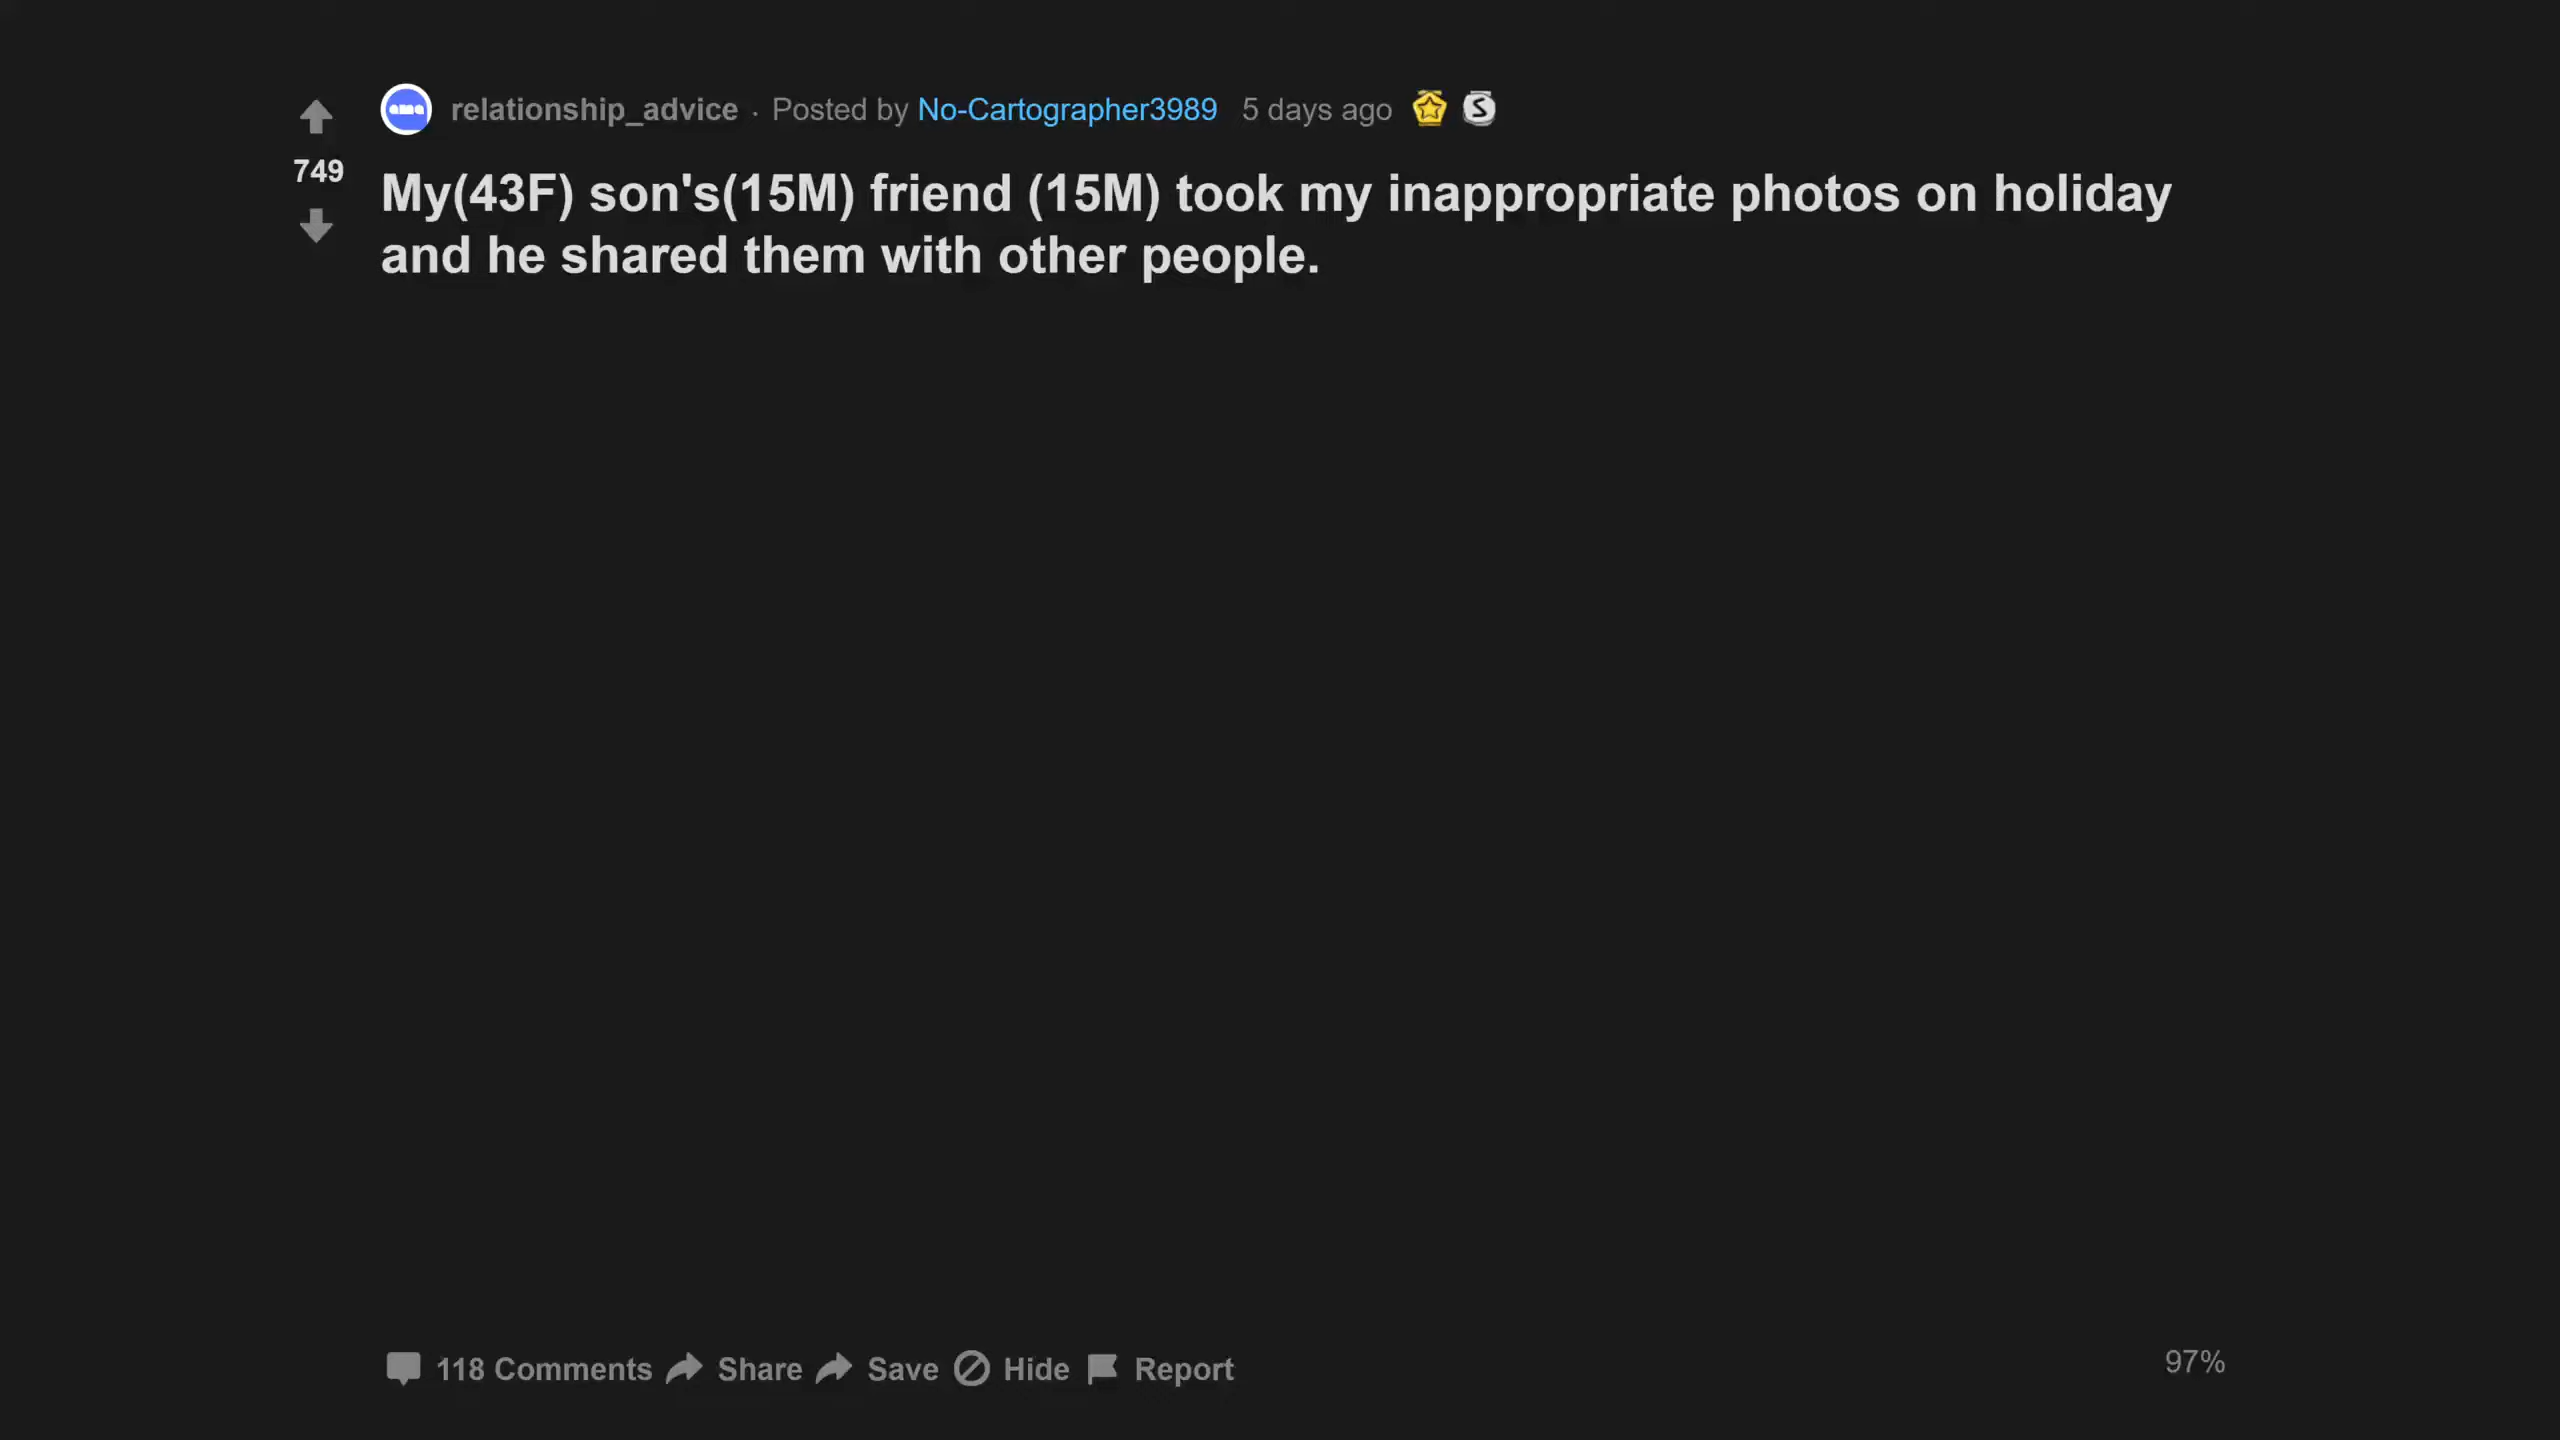 relationship_advice · Posted by No-Cartographer3989 5 days ago
749
My(43F) son's(15M) friend (15M) took my inappropriate photos on holiday
and he shared them with other people.
118 Comments Share Save Hide Report
97%